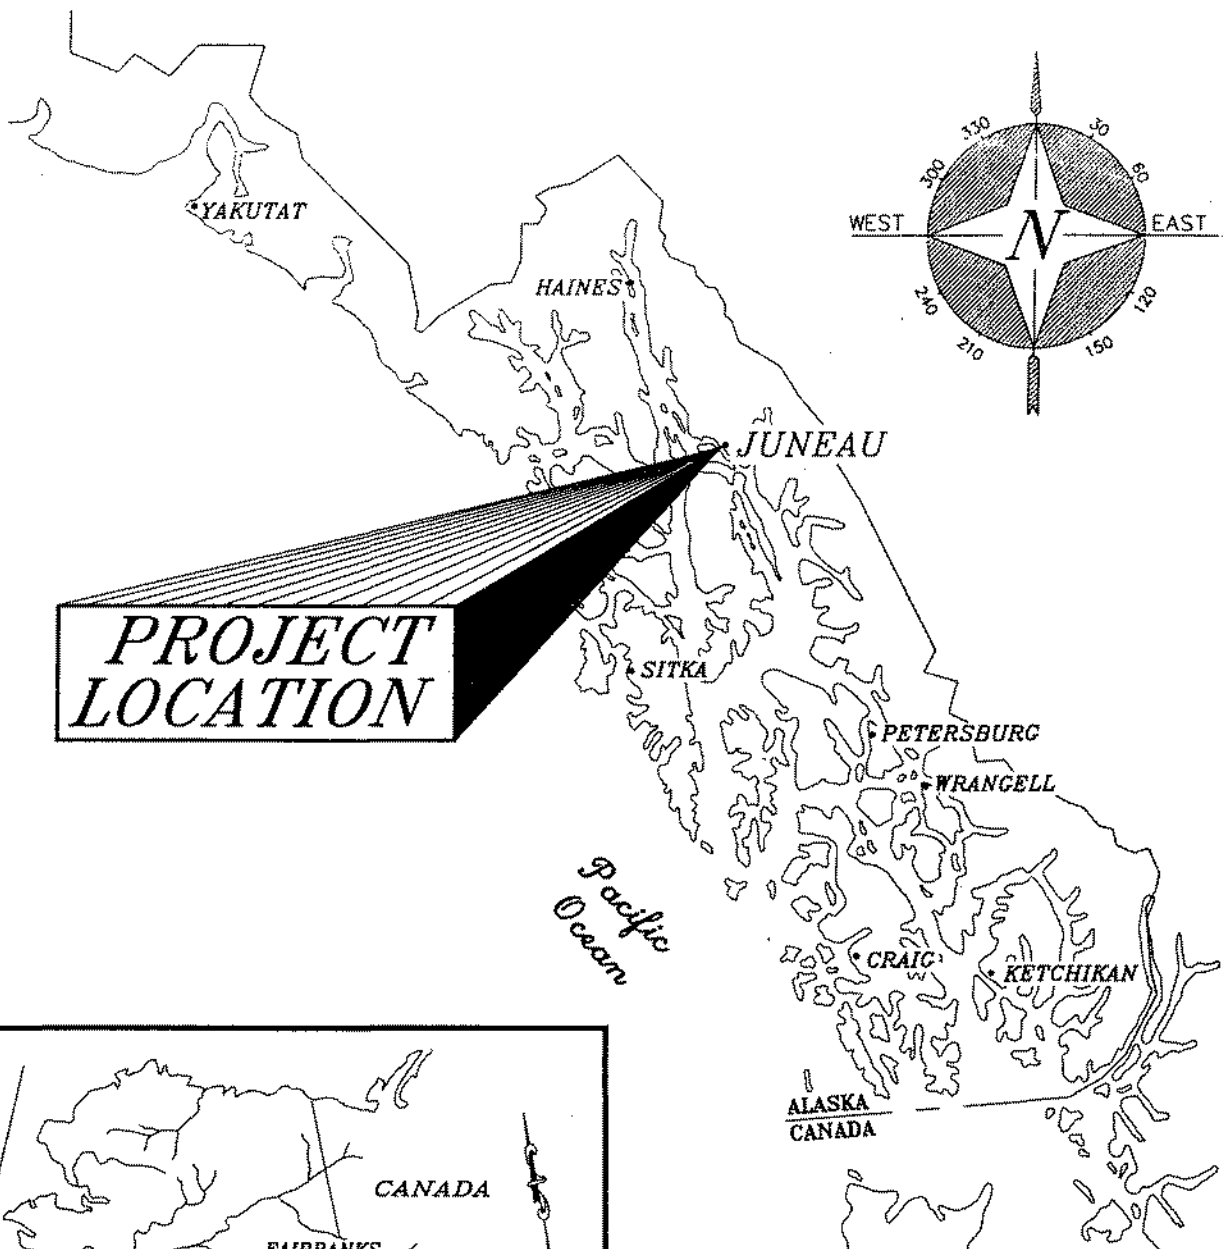 330
30
300
60
YAKUTAT
WEST
N
EAST
HAINES
240
120
210
150
JUNEAU
PROJECT
LOCATION
SITKA
PETERSBURG
WRANGELL
Pacific
Ocean
CRAIG
KETCHIKAN
ALASKA
CANADA
CANADA
FAIRBANKS